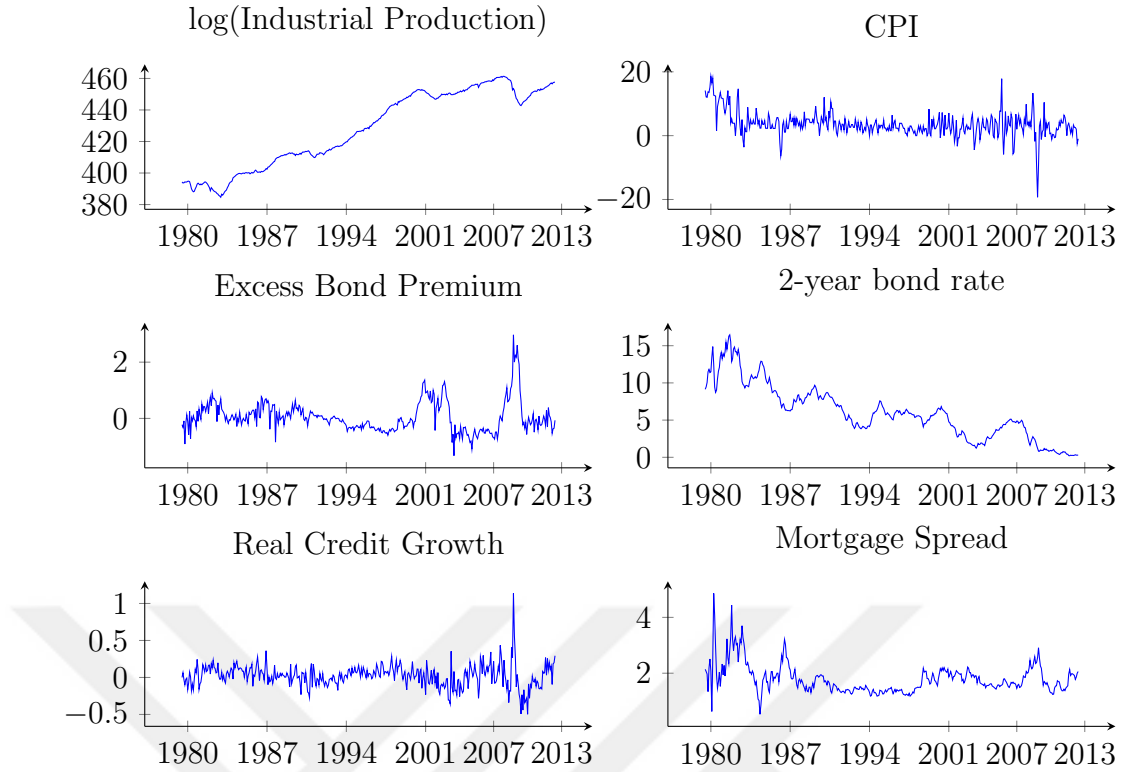 log(Industrial Production)
460
440
420
400
380
1980 1987 1994 2001 2007 2013
CPI
20
0
−20
1980 1987 1994 2001 2007 2013
Excess Bond Premium
2
0
1980 1987 1994 2001 2007 2013
2-year bond rate
15
10
5
0
1980 1987 1994 2001 2007 2013
Real Credit Growth
1
0.5
0
−0.5
1980 1987 1994 2001 2007 2013
Mortgage Spread
4
2
1980 1987 1994 2001 2007 2013